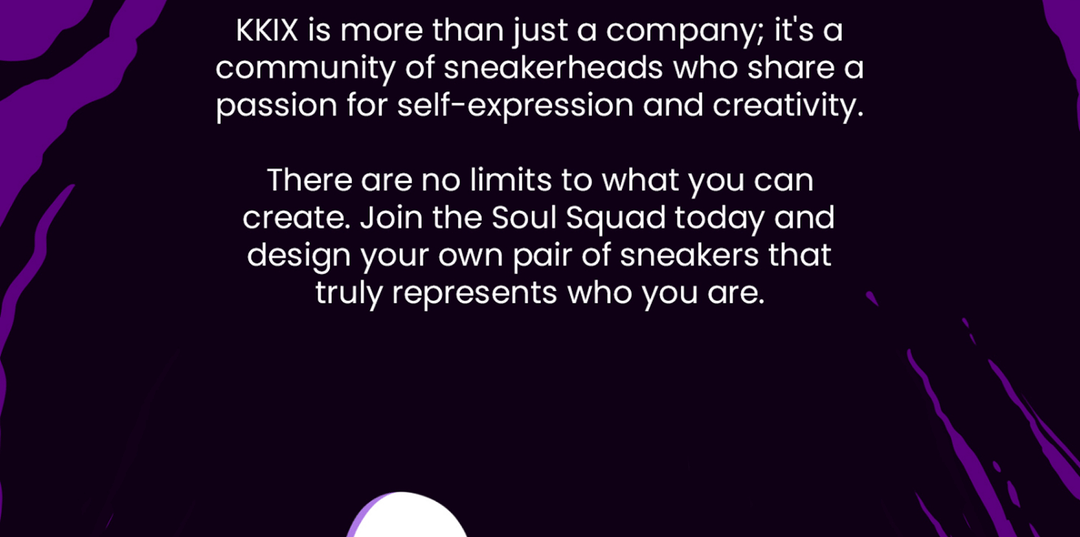 KKIX is more than just a company; it's a
community of sneakerheads who share a
passion for self-expression and creativity.
There are no limits to what you can
create. Join the Soul Squad today and
design your own pair of sneakers that
truly represents who you are.